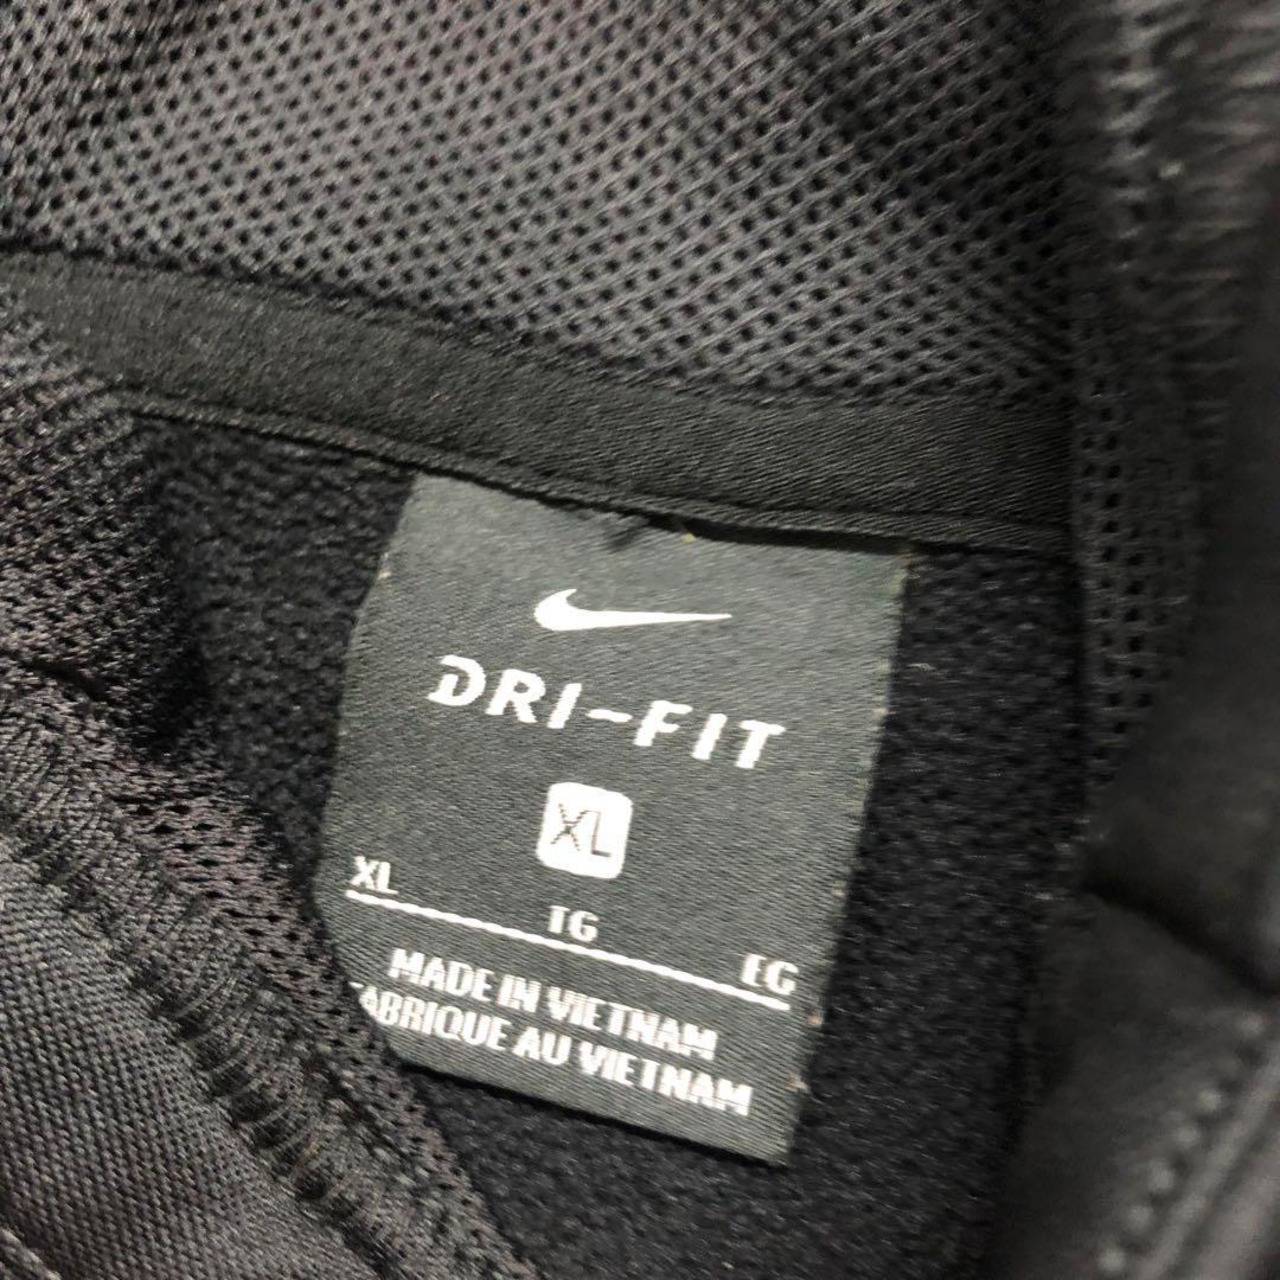 DRI-FIT
XL
XL TG EG
MADE IN VIETNAM
FABRIQUE AU VIETNAM